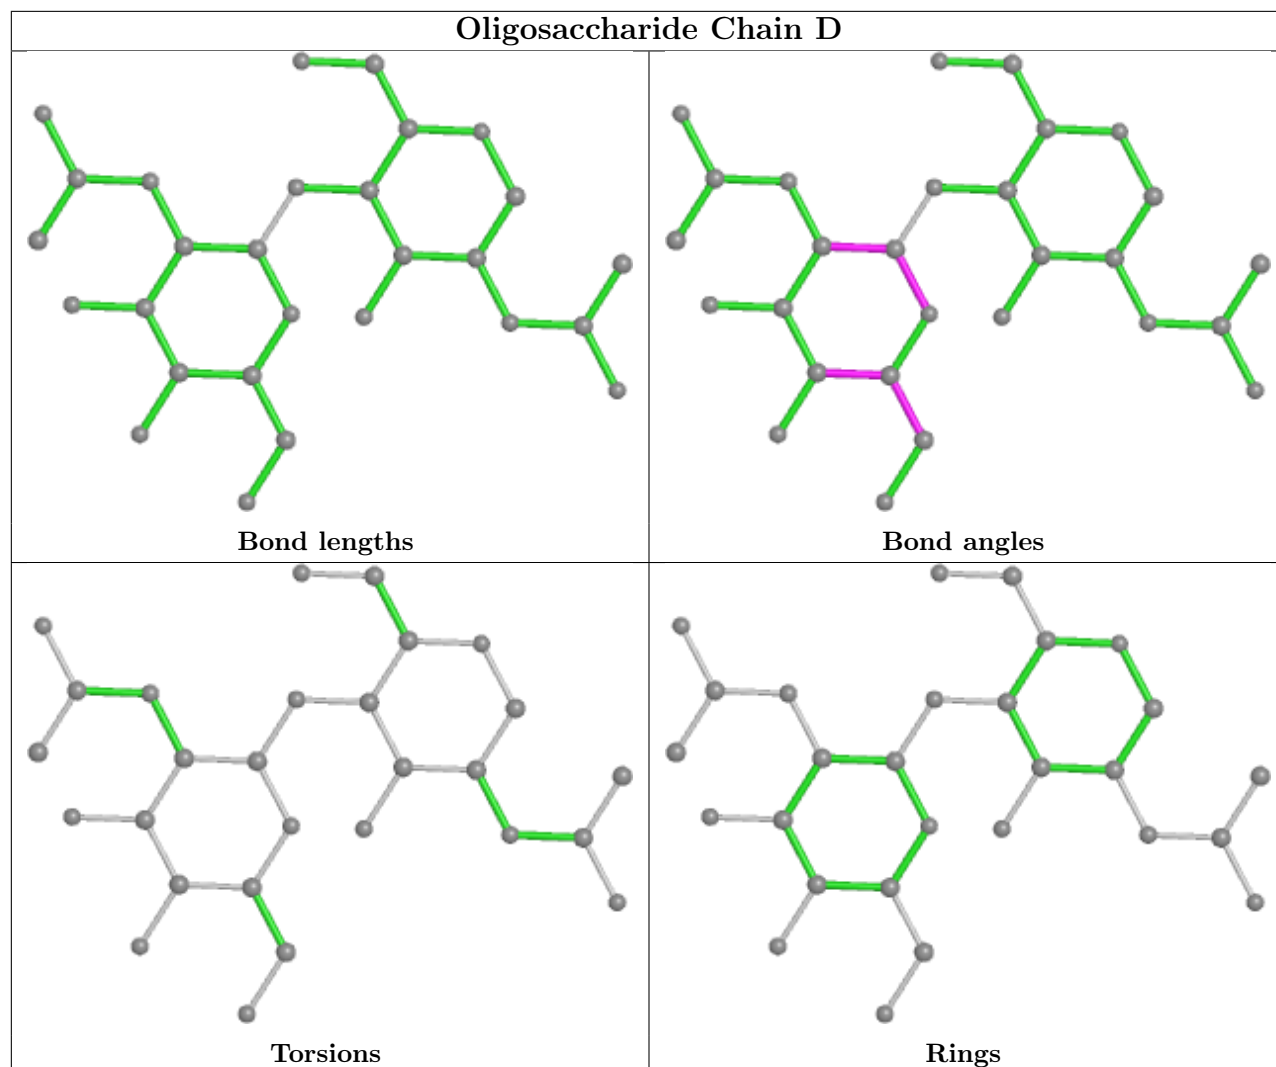 Oligosaccharide Chain D
Bond lengths
Bond angles
Torsions
Rings